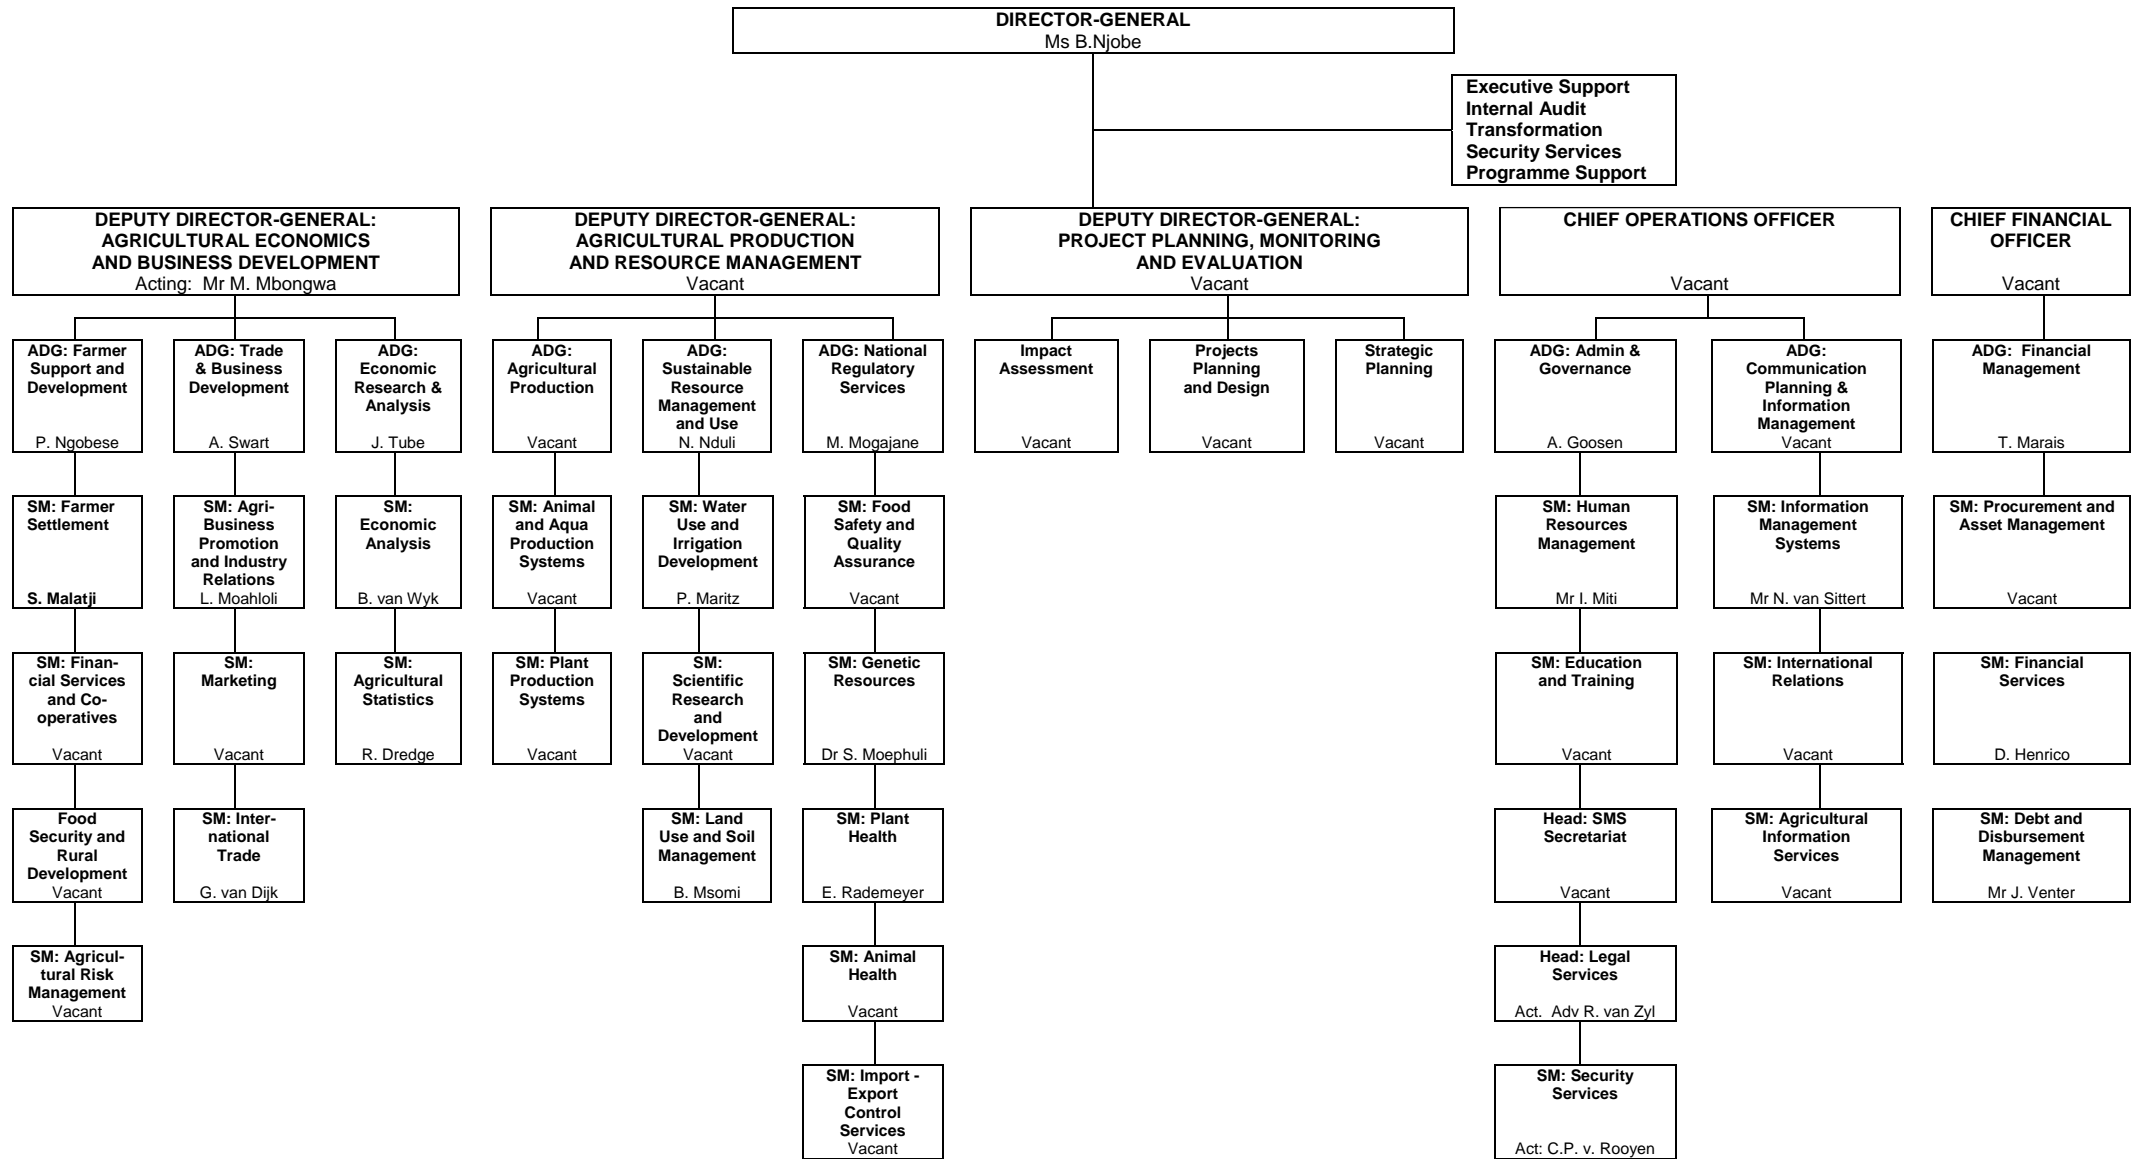 DIRECTOR-GENERAL
Ms B.Njobe
Executive Support
Internal Audit
Transformation
Security Services
Programme Support
DEPUTY DIRECTOR-GENERAL:
AGRICULTURAL ECONOMICS
AND BUSINESS DEVELOPMENT
Acting: Mr M. Mbongwa
DEPUTY DIRECTOR-GENERAL:
AGRICULTURAL PRODUCTION
AND RESOURCE MANAGEMENT
Vacant
DEPUTY DIRECTOR-GENERAL:
PROJECT PLANNING, MONITORING
AND EVALUATION
Vacant
CHIEF OPERATIONS OFFICER
Vacant
CHIEF FINANCIAL
OFFICER
Vacant
ADG: Farmer
Support and
Development
P. Ngobese
ADG: Trade
& Business
Development
A. Swart
ADG:
Economic
Research &
Analysis
J. Tube
ADG:
Agricultural
Production
Vacant
ADG:
Sustainable
Resource
Management
and Use
N. Nduli
ADG: National
Regulatory
Services
M. Mogajane
Impact
Assessment
Vacant
Projects
Planning
and Design
Vacant
Strategic
Planning
Vacant
ADG: Admin &
Governance
A. Goosen
ADG:
Communication
Planning &
Information
Management
Vacant
ADG: Financial
Management
T. Marais
SM: Farmer
Settlement
S. Malatji
SM: Agri-
Business
Promotion
and Industry
Relations
L. Moahloli
SM:
Economic
Analysis
B. van Wyk
SM: Animal
and Aqua
Production
Systems
Vacant
SM: Water
Use and
Irrigation
Development
P. Maritz
SM: Food
Safety and
Quality
Assurance
Vacant
SM: Human
Resources
Management
Mr I. Miti
SM: Information
Management
Systems
Mr N. van Sittert
SM: Procurement and
Asset Management
Vacant
SM: Finan-
cial Services
and Co-
operatives
Vacant
SM:
Marketing
Vacant
SM:
Agricultural
Statistics
R. Dredge
SM: Plant
Production
Systems
Vacant
SM:
Scientific
Research
and
Development
Vacant
SM: Genetic
Resources
Dr S. Moephuli
SM: Education
and Training
Vacant
SM: International
Relations
Vacant
SM: Financial
Services
D. Henrico
Food
Security and
Rural
Development
Vacant
SM: Inter-
national
Trade
G. van Dijk
SM: Land
Use and Soil
Management
B. Msomi
SM: Plant
Health
E. Rademeyer
Head: SMS
Secretariat
Vacant
SM: Agricultural
Information
Services
Vacant
SM: Debt and
Disbursement
Management
Mr J. Venter
SM: Agricul-
tural Risk
Management
Vacant
SM: Animal
Health
Vacant
Head: Legal
Services
Act. Adv R. van Zyl
SM: Import -
Export
Control
Services
Vacant
SM: Security
Services
Act: C.P. v. Rooyen